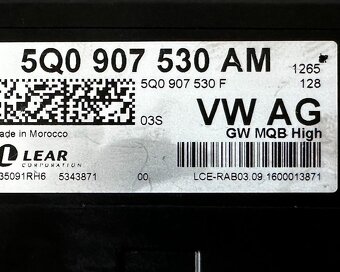 5Q0 907 530 AM
1265
5Q0 907 530 F
128
03S
VW AG
ade in Morocco
GW MQB High
LEAR
CORPORATION
35091RH6 5343871 00
LCE-RAB03.09.1600013871